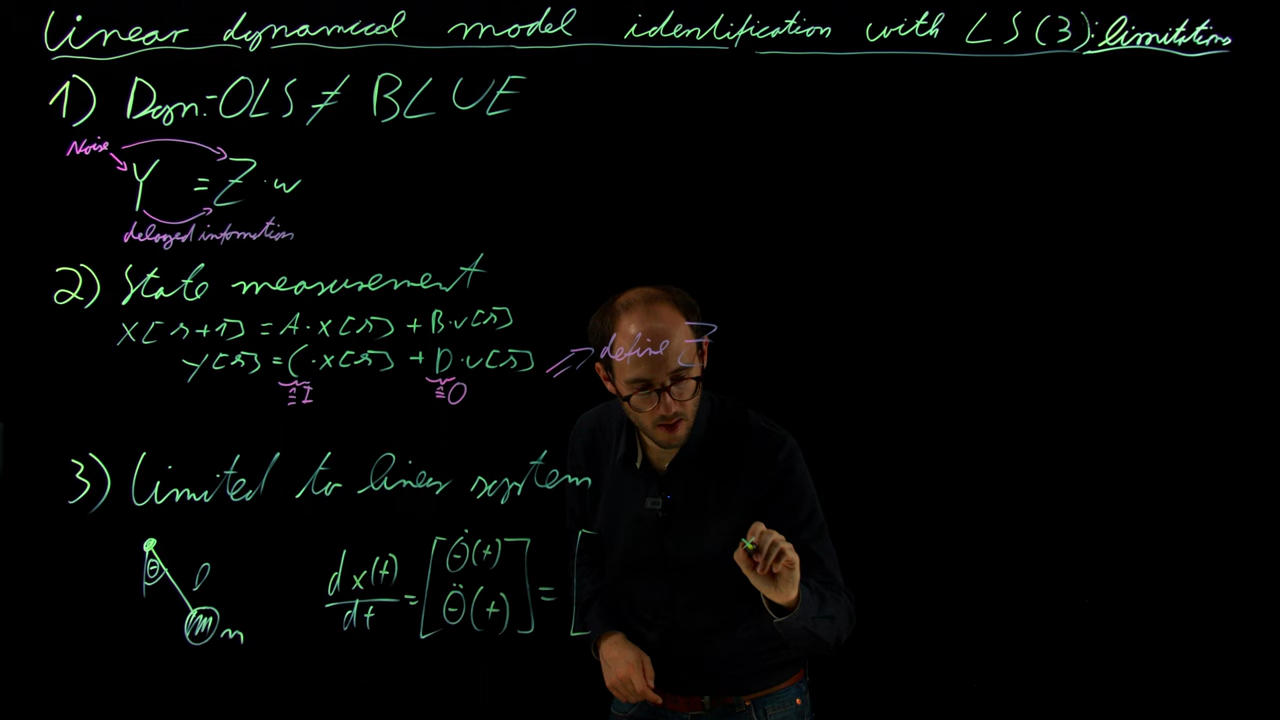 linear dynamical model identification with LS(3): limitations
1) Dyn.-OLS ≠ BLUE
Noise
Y = Z · w
delayed information
2) State measurement
x[r+1] = A·x[r] + B·v[r]
y[r] = C·x[r] + D·v[r] ⇒ define Z
≙I ≙0
3) limited to linear system
Θ l m
dx(t)/dt = [Θ̇(t) Θ̈(t)] = [